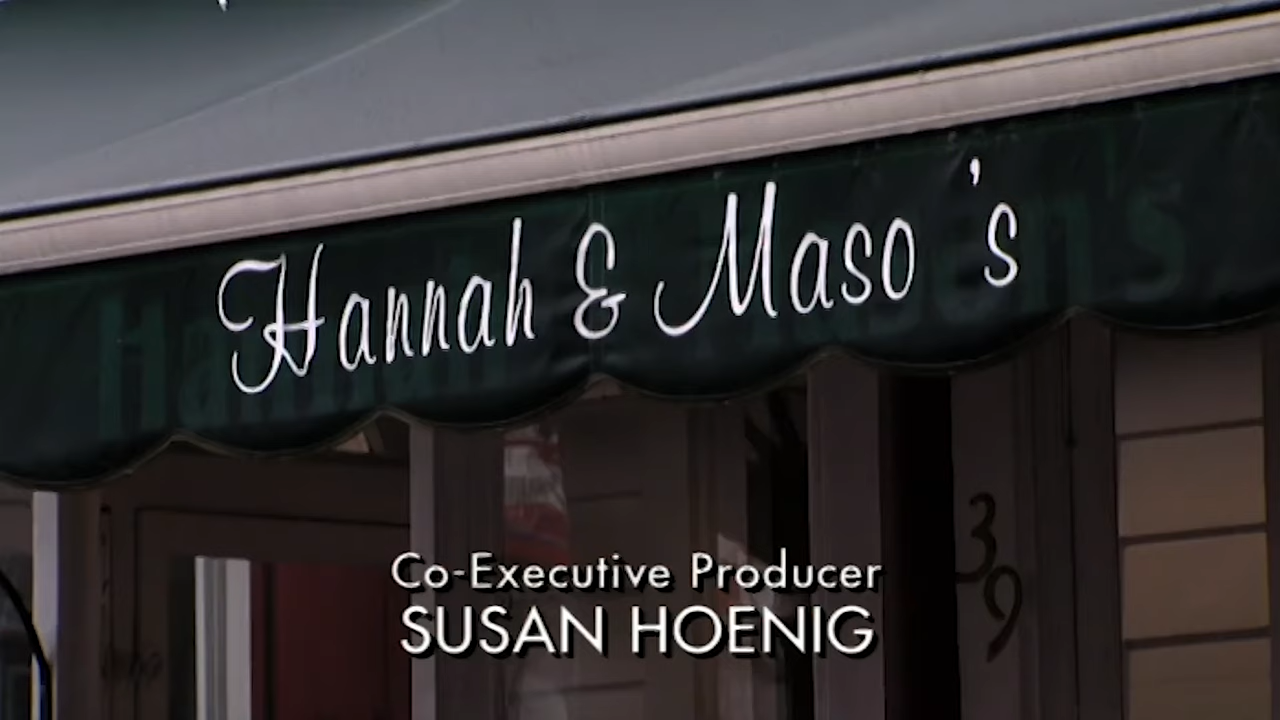 Hannah & Maso 's
39
Co-Executive Producer
SUSAN HOENIG